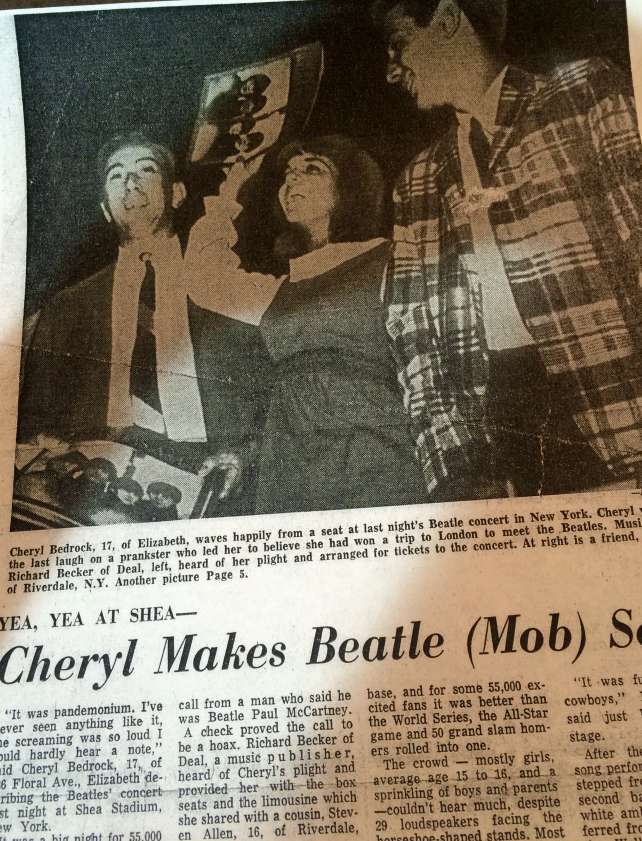 Cheryl Bedrock, 17, of Elizabeth, waves happily from a seat at last night's Beatle concert in New York. Cheryl
the last laugh on a prankster who led her to believe she had won a trip to London to meet the Beatles. Musi
Richard Becker of Deal, left, heard of her plight and arranged for tickets to the concert. At right is a friend,
of Riverdale, N.Y. Another picture Page 5.
YEA, YEA AT SHEA—
Cheryl Makes Beatle (Mob) Sc
"It was pandemonium. I've
ever seen anything like it,
he screaming was so loud I
ould hardly hear a note,"
id Cheryl Bedrock, 17, of
6 Floral Ave., Elizabeth de-
ribing the Beatles' concert
st night at Shea Stadium,
ew York.
It was a big night for 55,000
call from a man who said he
was Beatle Paul McCartney.
A check proved the call to
be a hoax. Richard Becker of
Deal, a music publisher,
heard of Cheryl's plight and
provided her with the box
seats and the limousine which
she shared with a cousin, Stev-
en Allen, 16, of Riverdale,
base, and for some 55,000 ex-
cited fans it was better than
the World Series, the All-Star
game and 50 grand slam hom-
ers rolled into one.
The crowd — mostly girls,
average age 15 to 16, and a
sprinkling of boys and parents
—couldn't hear much, despite
29 loudspeakers facing the
horseshoe-shaped stands. Most
"It was fu
cowboys,"
said just
stage.
After the
song perfor
stepped fro
second ba
white amb
ferred fro